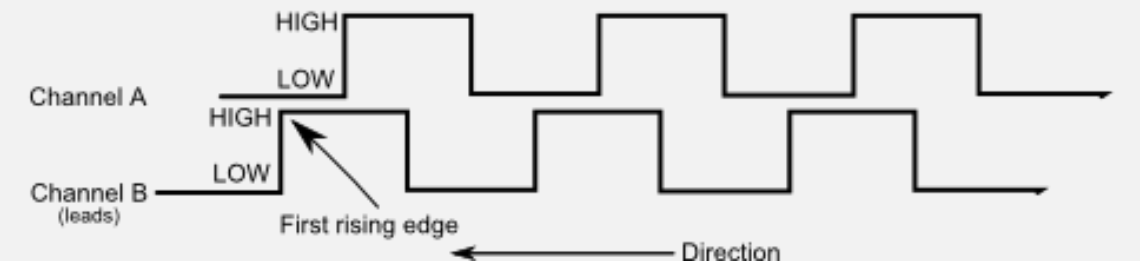 HIGH
LOW
Channel A
HIGH
LOW
Channel B
(leads)
First rising edge
Direction